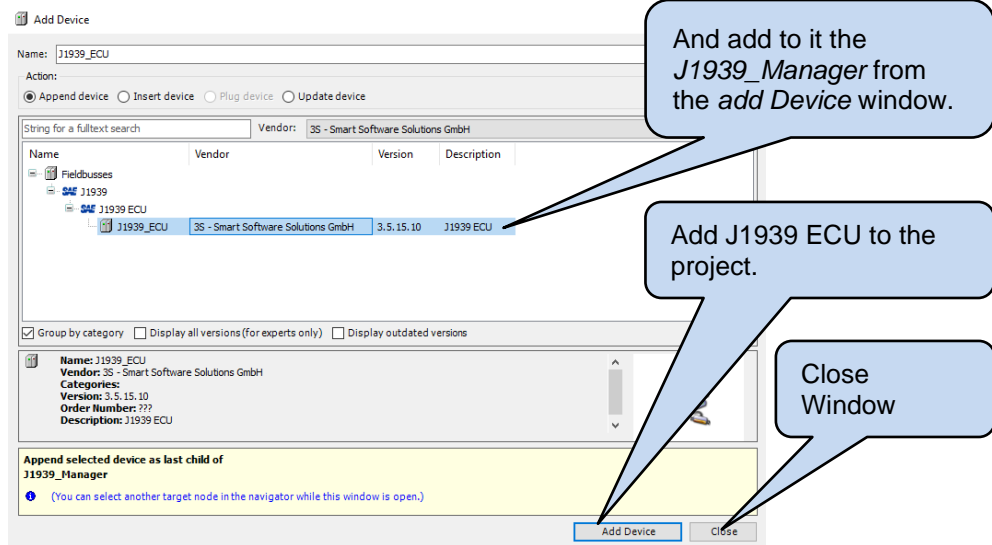 Add Device
Name: J1939_ECU
Action:
Append device Insert device Plug device Update device
String for a fulltext search Vendor: 3S - Smart Software Solutions GmbH
Name Vendor Version Description
Fieldbusses
SAE J1939
SAE J1939 ECU
J1939_ECU 3S - Smart Software Solutions GmbH 3.5.15.10 J1939 ECU
Group by category Display all versions (for experts only) Display outdated versions
Name: J1939_ECU
Vendor: 3S - Smart Software Solutions GmbH
Categories:
Version: 3.5.15.10
Order Number: ???
Description: J1939 ECU
Append selected device as last child of
J1939_Manager
(You can select another target node in the navigator while this window is open.)
Add Device Close
And add to it the
J1939_Manager from
the add Device window.
Add J1939 ECU to the
project.
Close
Window